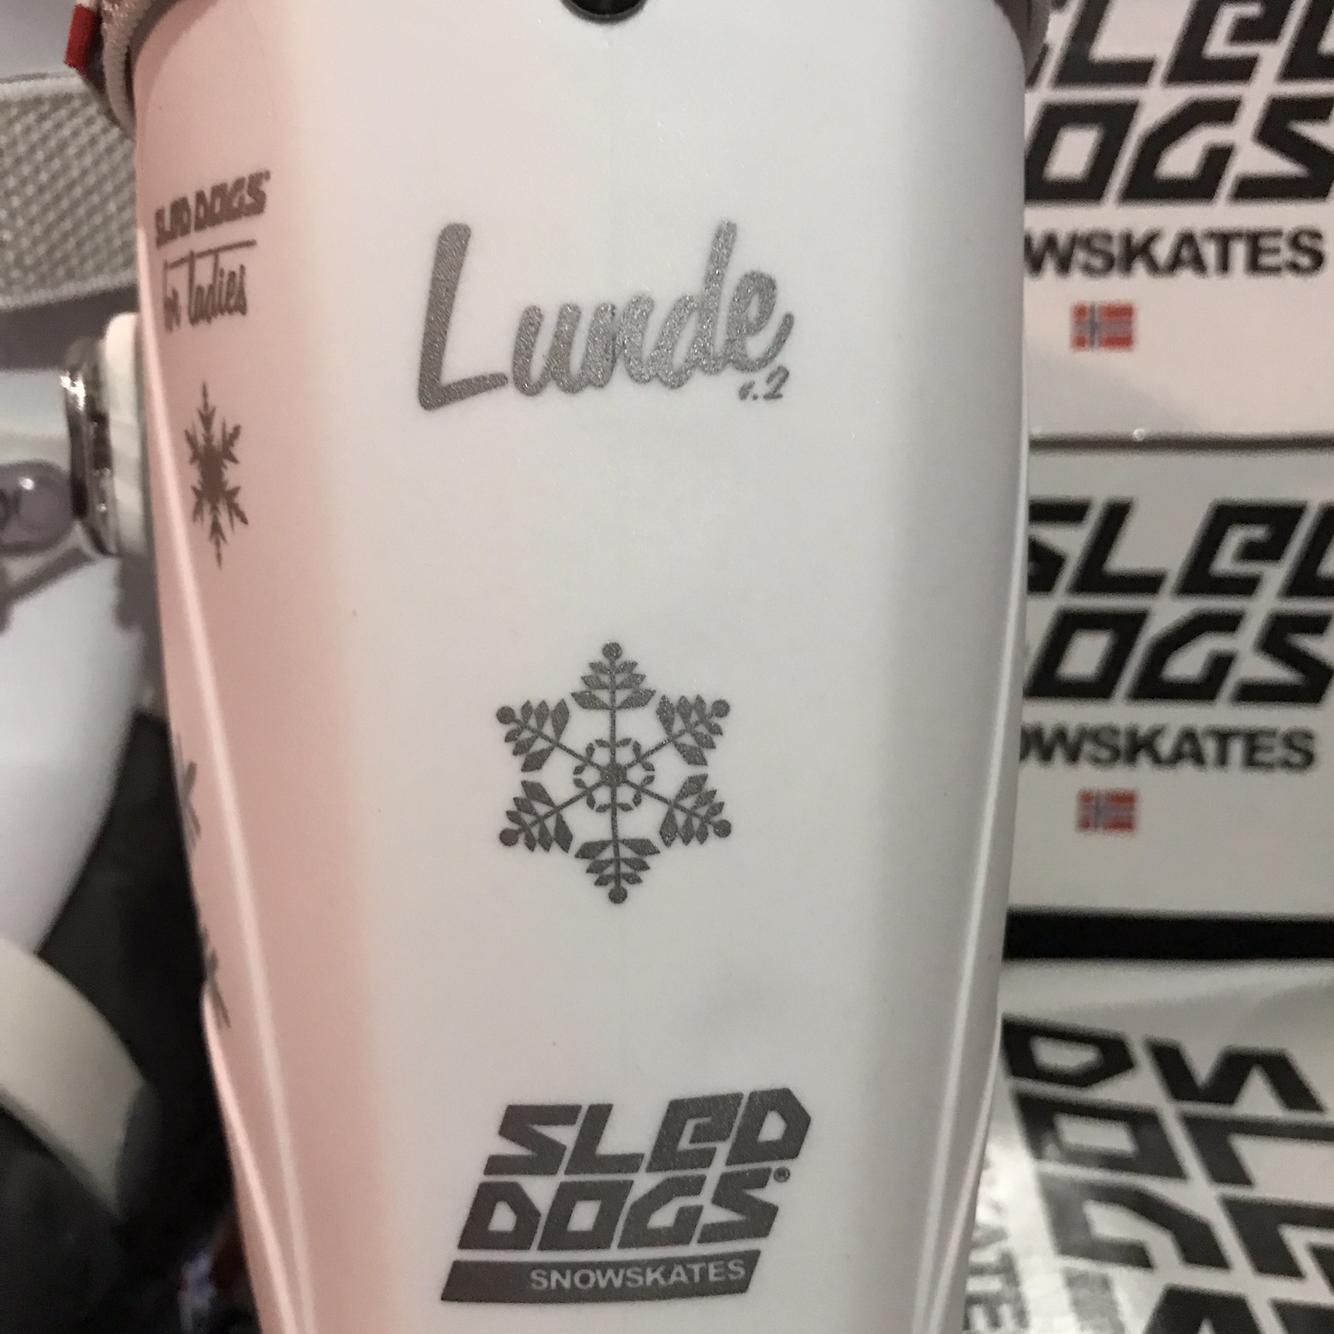 SLED DOGS
for ladies
Lunde
v.2
SLED
DOGS®
SNOWSKATES
SLED
DOGS
SNOWSKATES
SLED
DOGS
SNOWSKATES